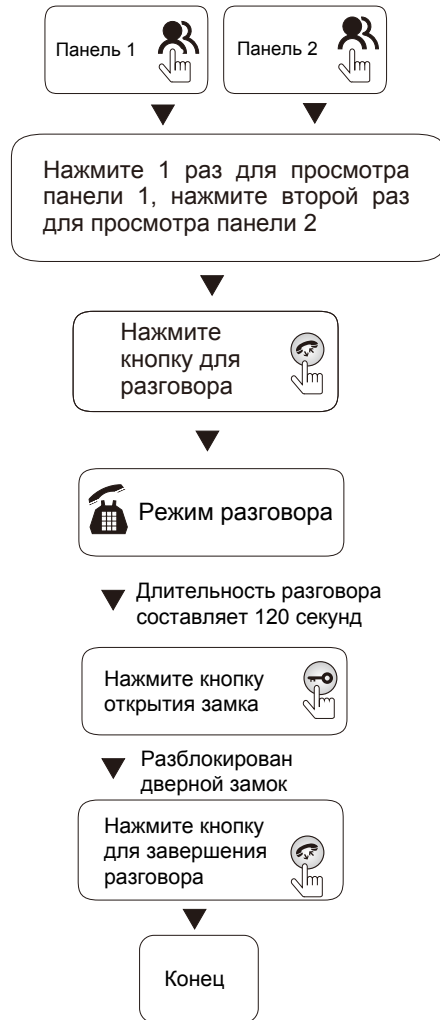 Панель 1
Панель 2
Нажмите 1 раз для просмотра
панели 1, нажмите второй раз
для просмотра панели 2
Нажмите
кнопку для
разговора
Режим разговора
Длительность разговора
составляет 120 секунд
Нажмите кнопку
открытия замка
Разблокирован
дверной замок
Нажмите кнопку
для завершения
разговора
Конец